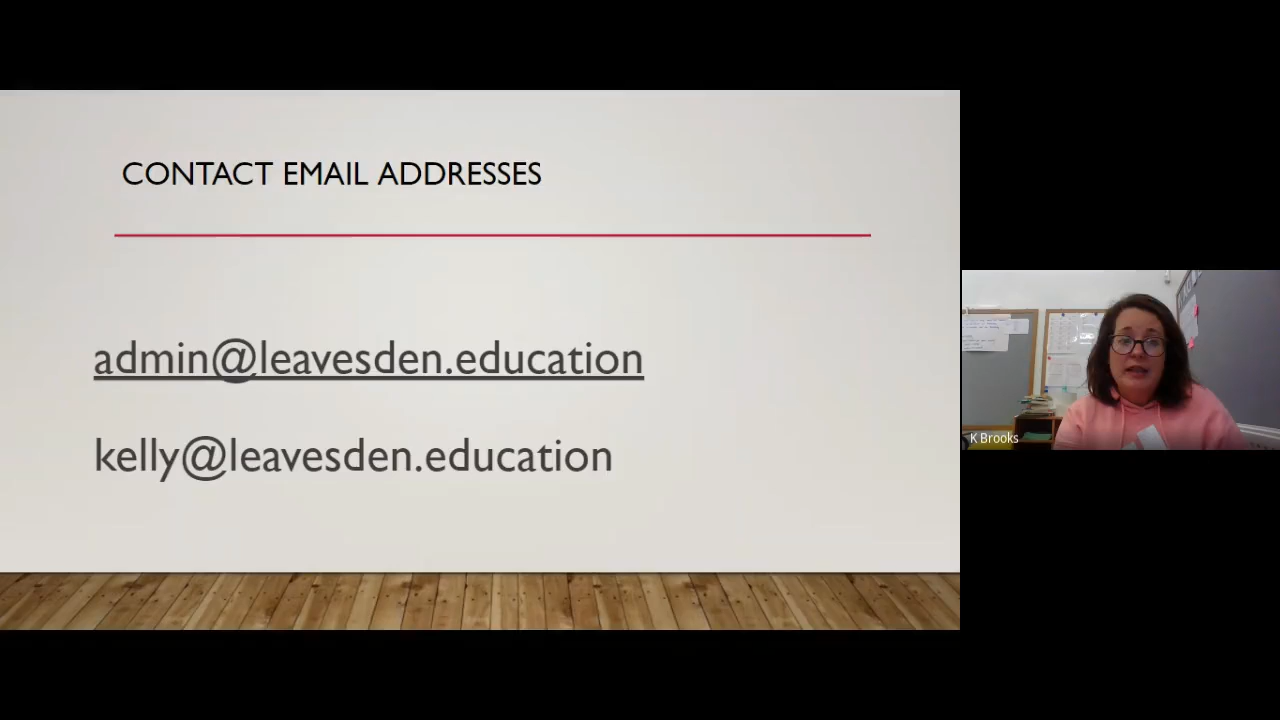 CONTACT EMAIL ADDRESSES
admin@leavesden.education
kelly@leavesden.education
K Brooks